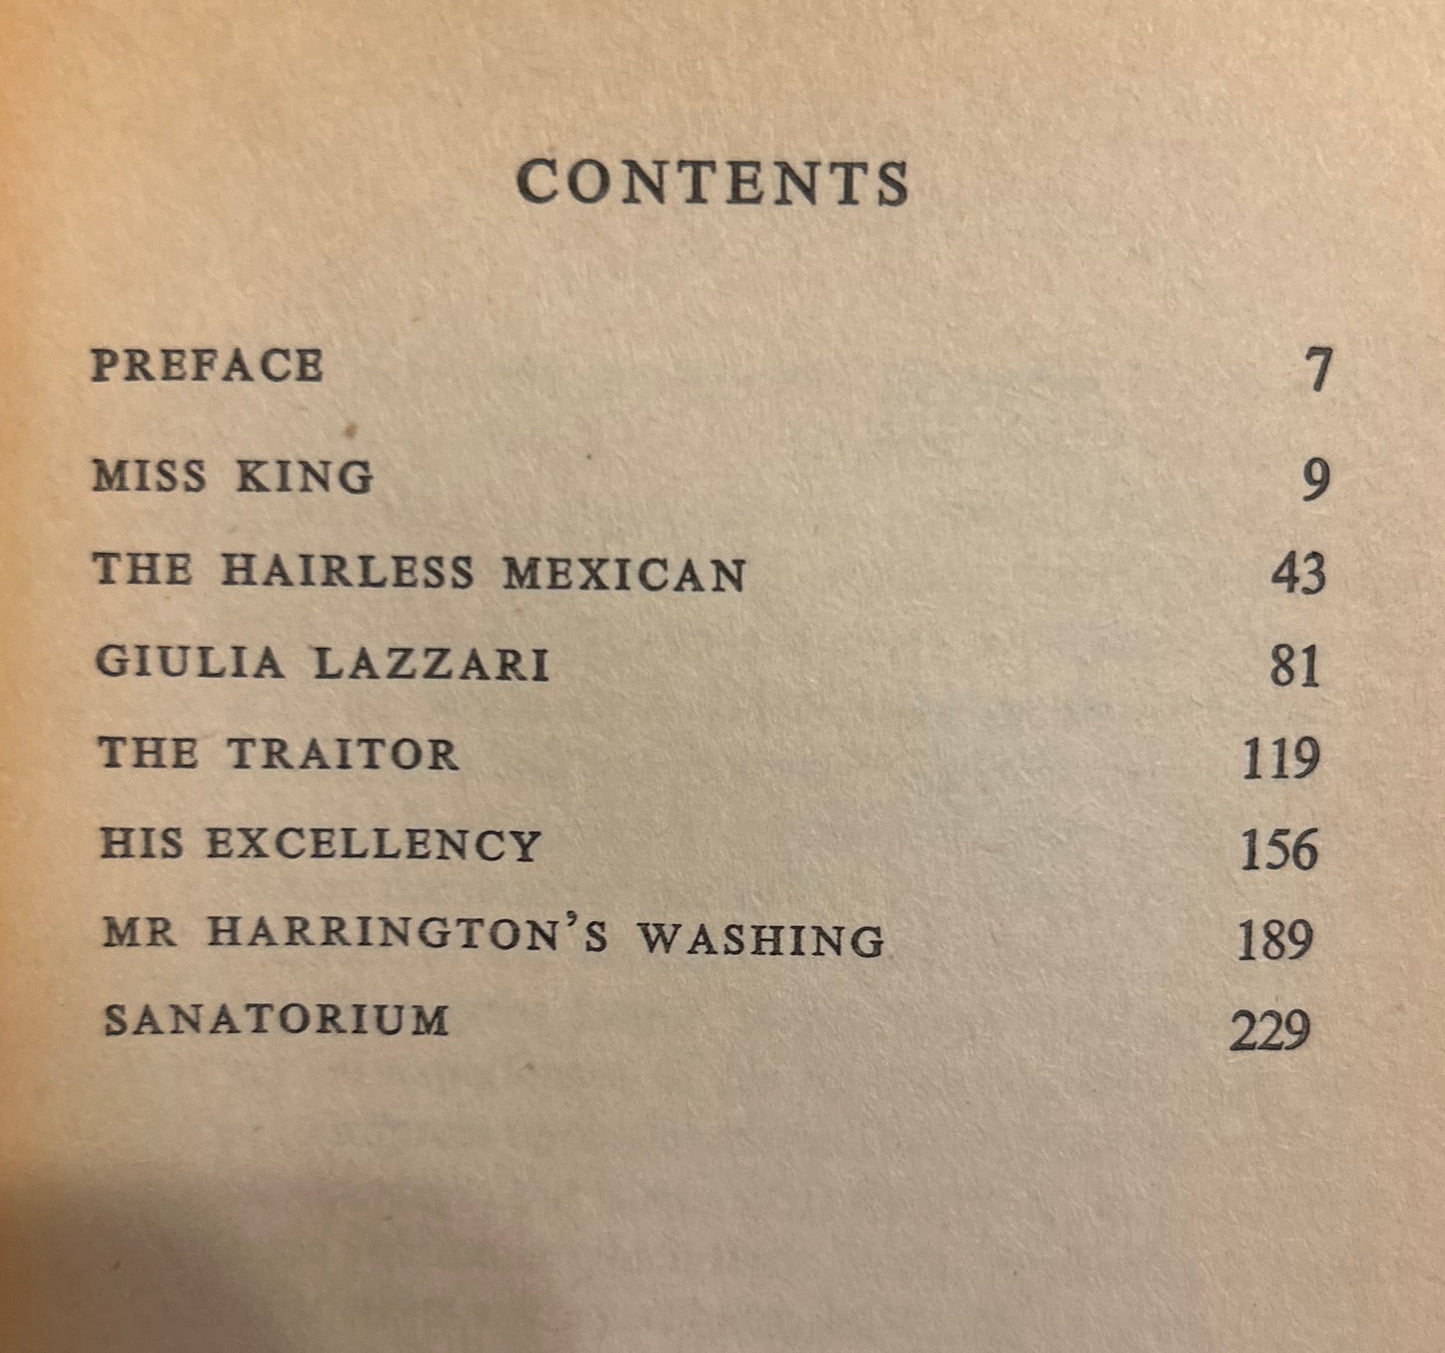 CONTENTS
PREFACE 7
MISS KING 9
THE HAIRLESS MEXICAN 43
GIULIA LAZZARI 81
THE TRAITOR 119
HIS EXCELLENCY 156
MR HARRINGTON'S WASHING 189
SANATORIUM 229